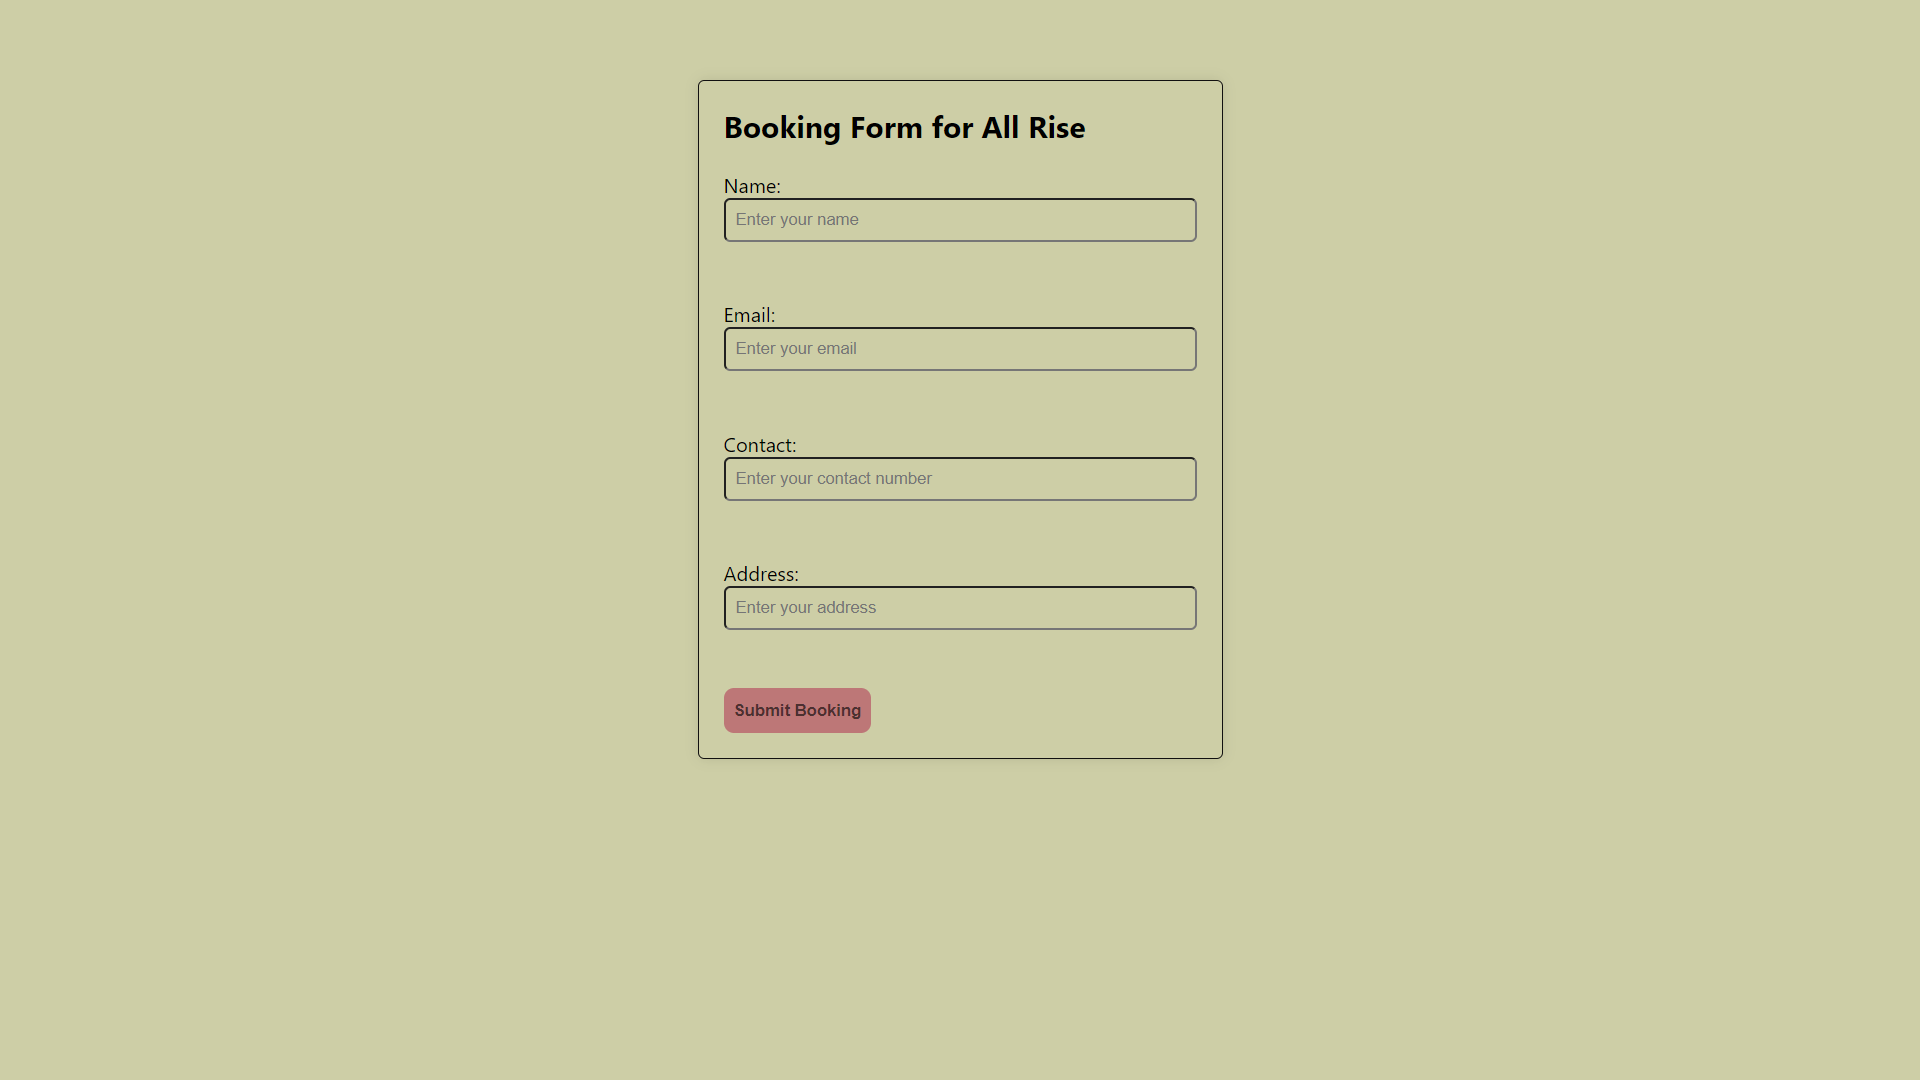 Booking Form for All Rise
Name:
Enter your name
Email:
Enter your email
Contact:
Enter your contact number
Address:
Enter your address
Submit Booking